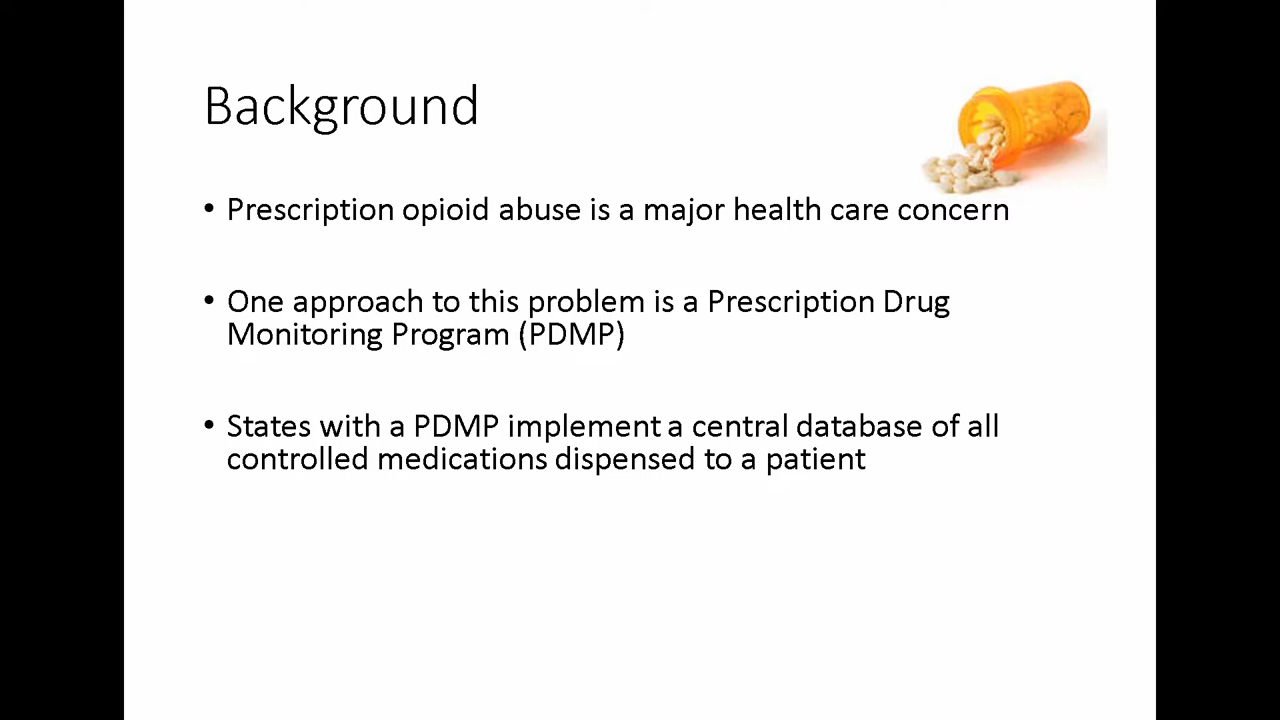 Background
• Prescription opioid abuse is a major health care concern
• One approach to this problem is a Prescription Drug
Monitoring Program (PDMP)
• States with a PDMP implement a central database of all
controlled medications dispensed to a patient